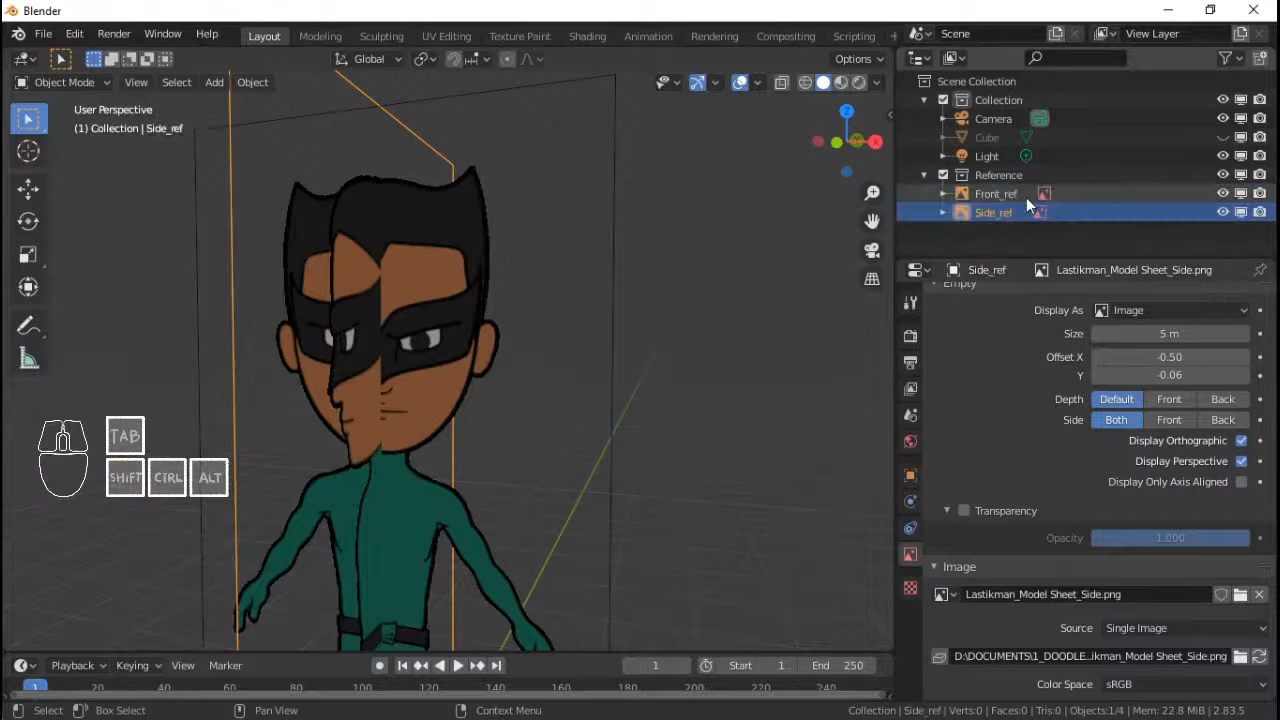 Blender
File Edit Render Window Help Layout Modeling Sculpting UV Editing Texture Paint Shading Animation Rendering Compositing Scripting + Scene View Layer
Global Options
Object Mode View Select Add Object
User Perspective
(1) Collection | Side_ref
Scene Collection
Collection
Camera
Cube
Light
Reference
Front_ref
Side_ref
Z
X
Y
Side_ref Lastikman_Model Sheet_Side.png
Empty
Display As Image
Size 5 m
Offset X -0.50
Y -0.06
Depth Default Front Back
Side Both Front Back
Display Orthographic
Display Perspective
Display Only Axis Aligned
Transparency
Opacity 1.000
Image
Lastikman_Model Sheet_Side.png
Source Single Image
D:\DOCUMENTS\1_DOODLE...ikman_Model Sheet_Side.png
Color Space sRGB
TAB
SHIFT CTRL ALT
Playback Keying View Marker 1 Start 1 End 250
1 20 40 60 80 100 120 140 160 180 200 220 240
Select Box Select Pan View Context Menu Collection | Side_ref | Verts:0 | Faces:0 | Tris:0 | Objects:1/4 | Mem: 22.8 MiB | 2.83.5